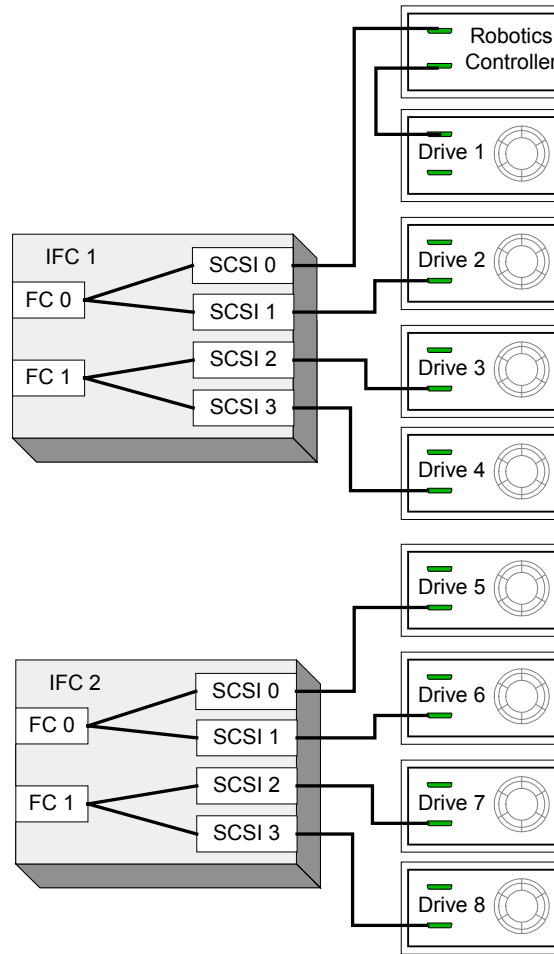 Robotics
Controller
Drive 1
IFC 1
SCSI 0
Drive 2
FC 0
SCSI 1
SCSI 2
Drive 3
FC 1
SCSI 3
Drive 4
Drive 5
IFC 2
SCSI 0
Drive 6
FC 0
SCSI 1
SCSI 2
Drive 7
FC 1
SCSI 3
Drive 8